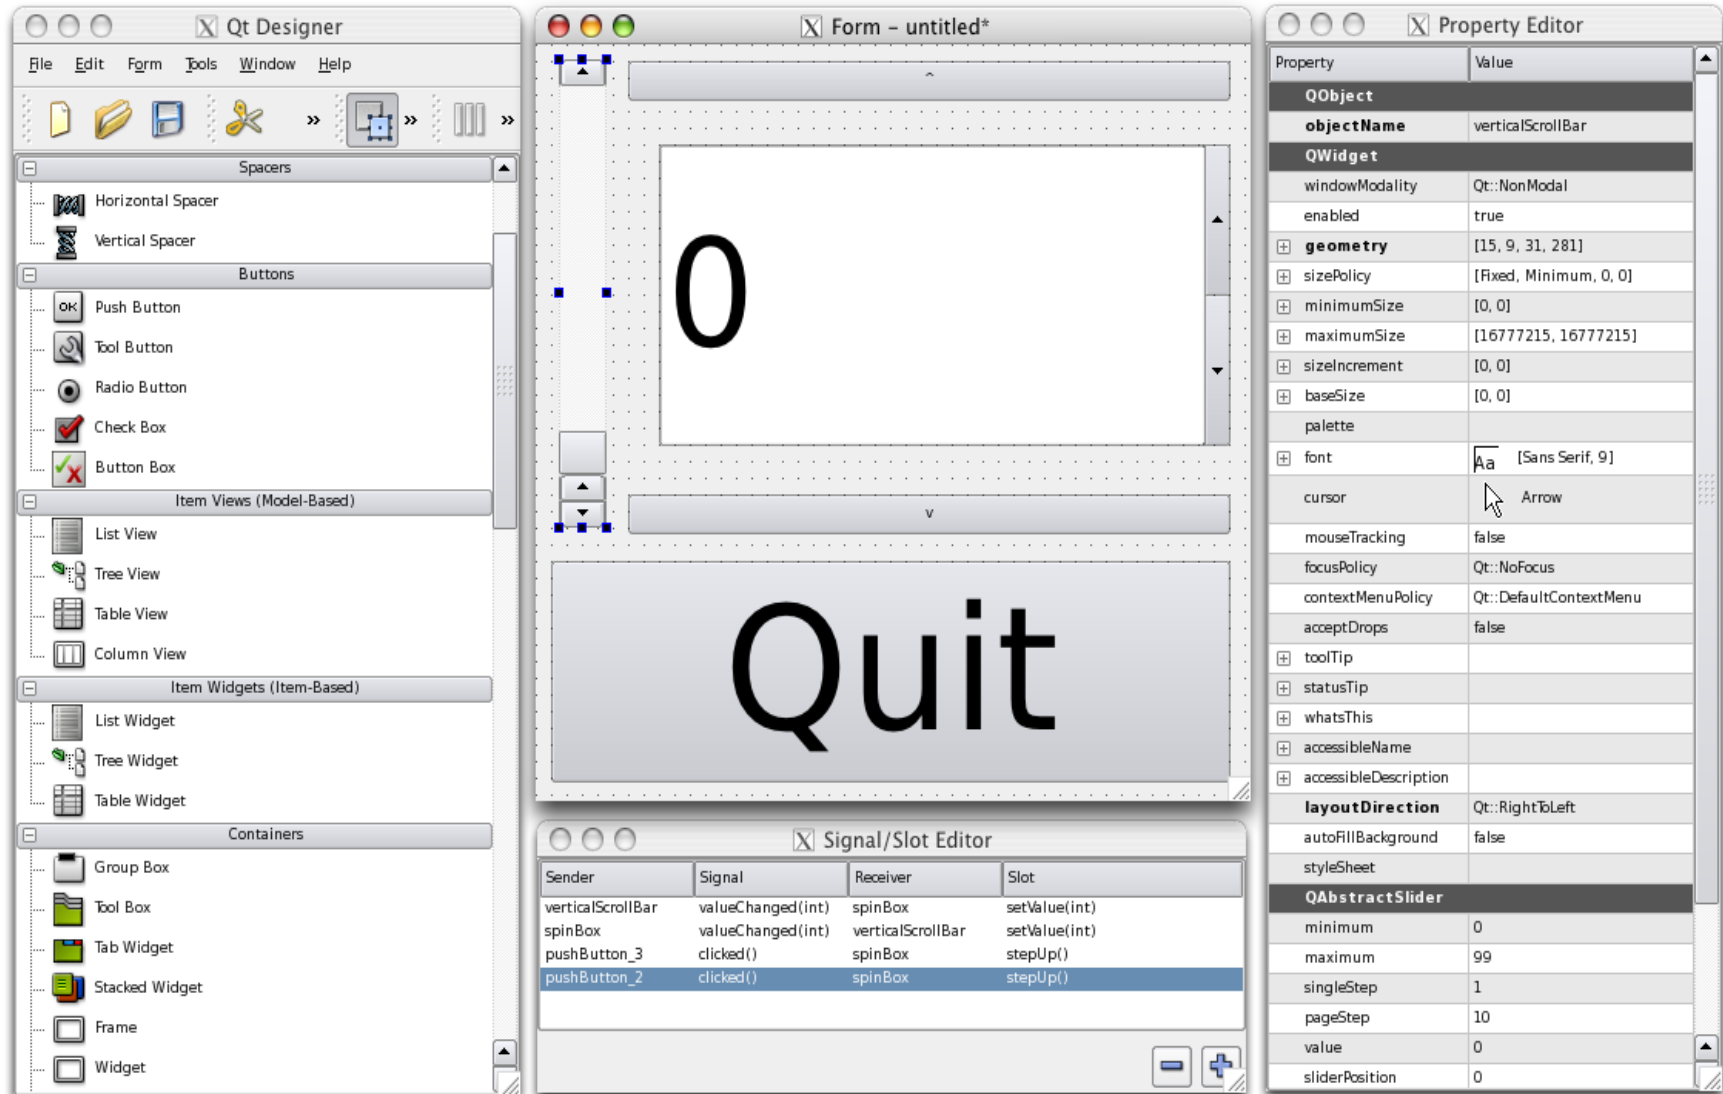 Qt Designer
File Edit Form Tools Window Help
» » »
Spacers
Horizontal Spacer
Vertical Spacer
Buttons
OK Push Button
Tool Button
Radio Button
Check Box
Button Box
Item Views (Model-Based)
List View
Tree View
Table View
Column View
Item Widgets (Item-Based)
List Widget
Tree Widget
Table Widget
Containers
Group Box
Tool Box
Tab Widget
Stacked Widget
Frame
Widget
Form – untitled*
^
0
v
Quit
Signal/Slot Editor
Sender Signal Receiver Slot
verticalScrollBar valueChanged(int) spinBox setValue(int)
spinBox valueChanged(int) verticalScrollBar setValue(int)
pushButton_3 clicked() spinBox stepUp()
pushButton_2 clicked() spinBox stepUp()
Property Editor
Property Value
QObject
objectName verticalScrollBar
QWidget
windowModality Qt::NonModal
enabled true
geometry [15, 9, 31, 281]
sizePolicy [Fixed, Minimum, 0, 0]
minimumSize [0, 0]
maximumSize [16777215, 16777215]
sizeIncrement [0, 0]
baseSize [0, 0]
palette
font Aa [Sans Serif, 9]
cursor Arrow
mouseTracking false
focusPolicy Qt::NoFocus
contextMenuPolicy Qt::DefaultContextMenu
acceptDrops false
toolTip
statusTip
whatsThis
accessibleName
accessibleDescription
layoutDirection Qt::RightToLeft
autoFillBackground false
styleSheet
QAbstractSlider
minimum 0
maximum 99
singleStep 1
pageStep 10
value 0
sliderPosition 0